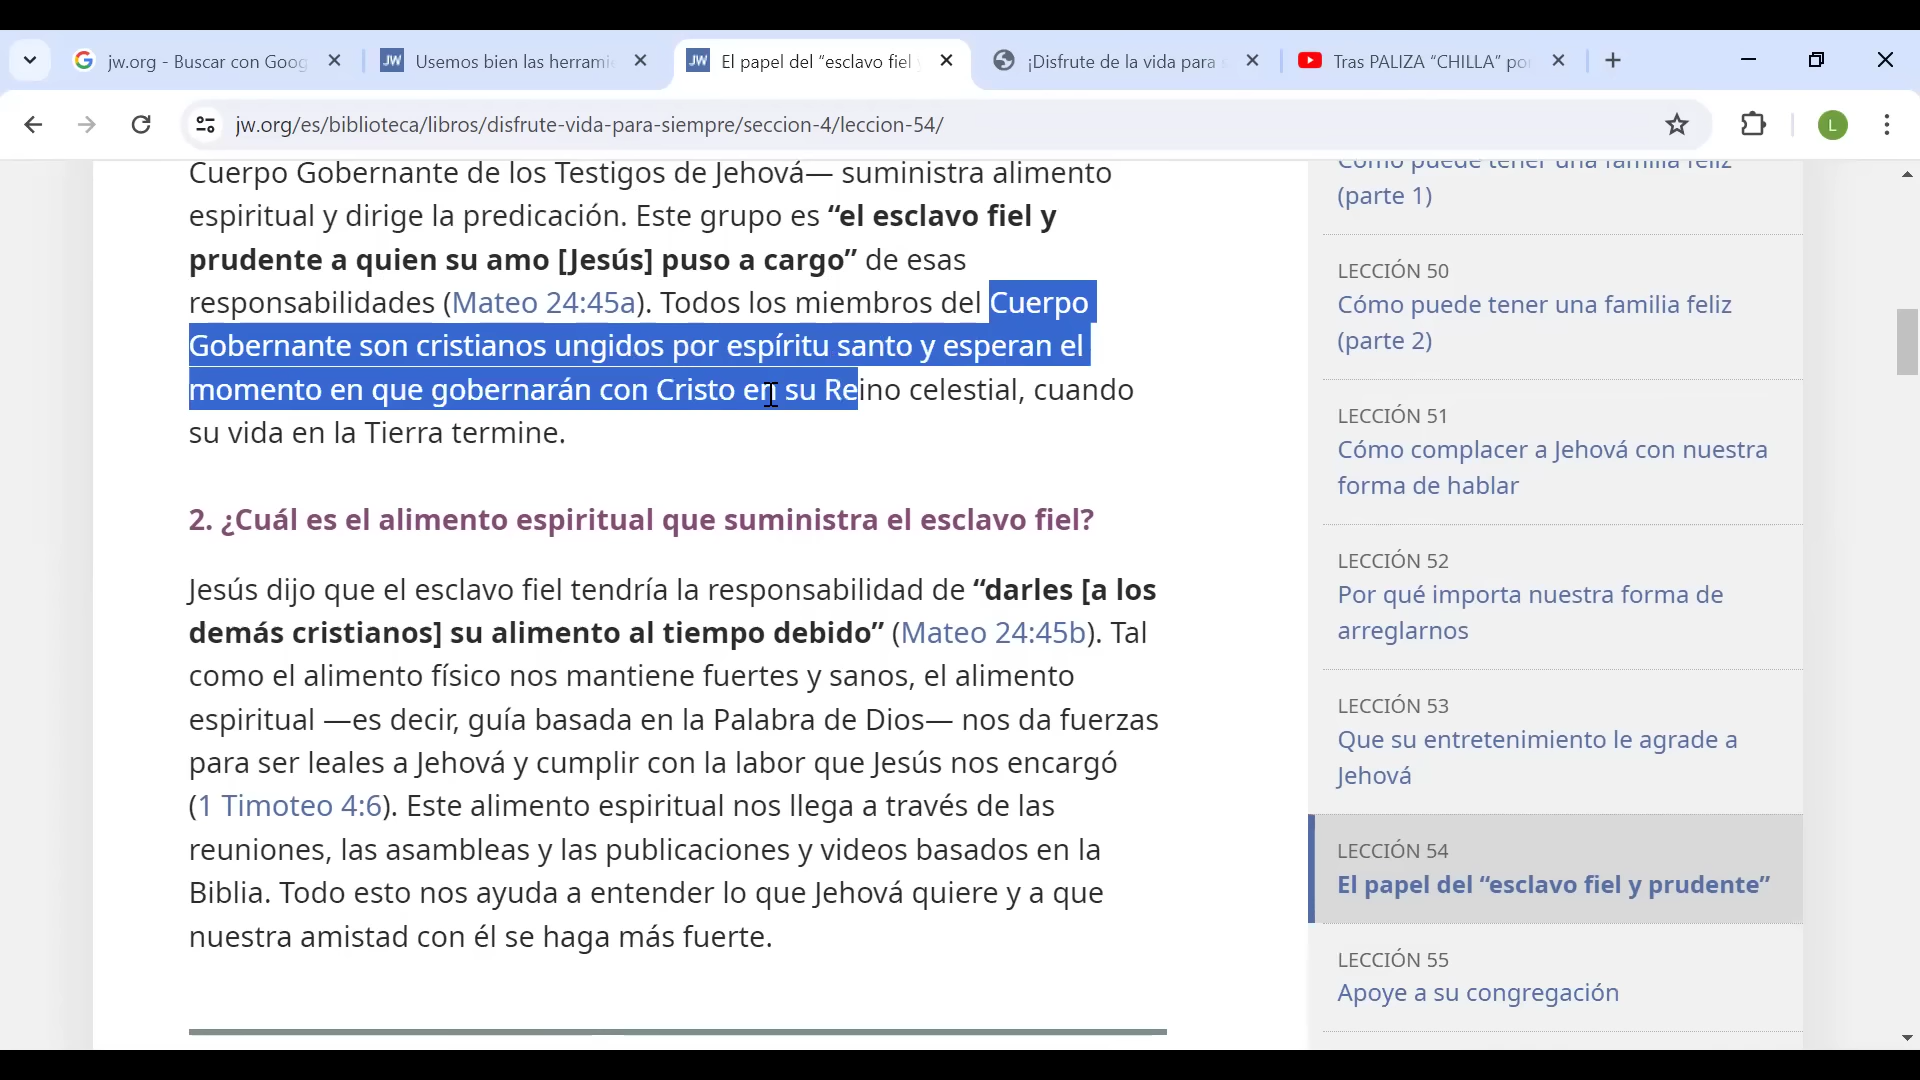 jw.org - Buscar con Goog
Usemos bien las herrami
El papel del “esclavo fiel y
¡Disfrute de la vida para s
Tras PALIZA “CHILLA” po
jw.org/es/biblioteca/libros/disfrute-vida-para-siempre/seccion-4/leccion-54/
L
Cuerpo Gobernante de los Testigos de Jehová— suministra alimento
espiritual y dirige la predicación. Este grupo es “el esclavo fiel y
prudente a quien su amo [Jesús] puso a cargo” de esas
responsabilidades (Mateo 24:45a). Todos los miembros del Cuerpo
Gobernante son cristianos ungidos por espíritu santo y esperan el
momento en que gobernarán con Cristo en su Reino celestial, cuando
su vida en la Tierra termine.
2. ¿Cuál es el alimento espiritual que suministra el esclavo fiel?
Jesús dijo que el esclavo fiel tendría la responsabilidad de “darles [a los
demás cristianos] su alimento al tiempo debido” (Mateo 24:45b). Tal
como el alimento físico nos mantiene fuertes y sanos, el alimento
espiritual —es decir, guía basada en la Palabra de Dios— nos da fuerzas
para ser leales a Jehová y cumplir con la labor que Jesús nos encargó
(1 Timoteo 4:6). Este alimento espiritual nos llega a través de las
reuniones, las asambleas y las publicaciones y videos basados en la
Biblia. Todo esto nos ayuda a entender lo que Jehová quiere y a que
nuestra amistad con él se haga más fuerte.
Cómo puede tener una familia feliz
(parte 1)
LECCIÓN 50
Cómo puede tener una familia feliz
(parte 2)
LECCIÓN 51
Cómo complacer a Jehová con nuestra
forma de hablar
LECCIÓN 52
Por qué importa nuestra forma de
arreglarnos
LECCIÓN 53
Que su entretenimiento le agrade a
Jehová
LECCIÓN 54
El papel del “esclavo fiel y prudente”
LECCIÓN 55
Apoye a su congregación